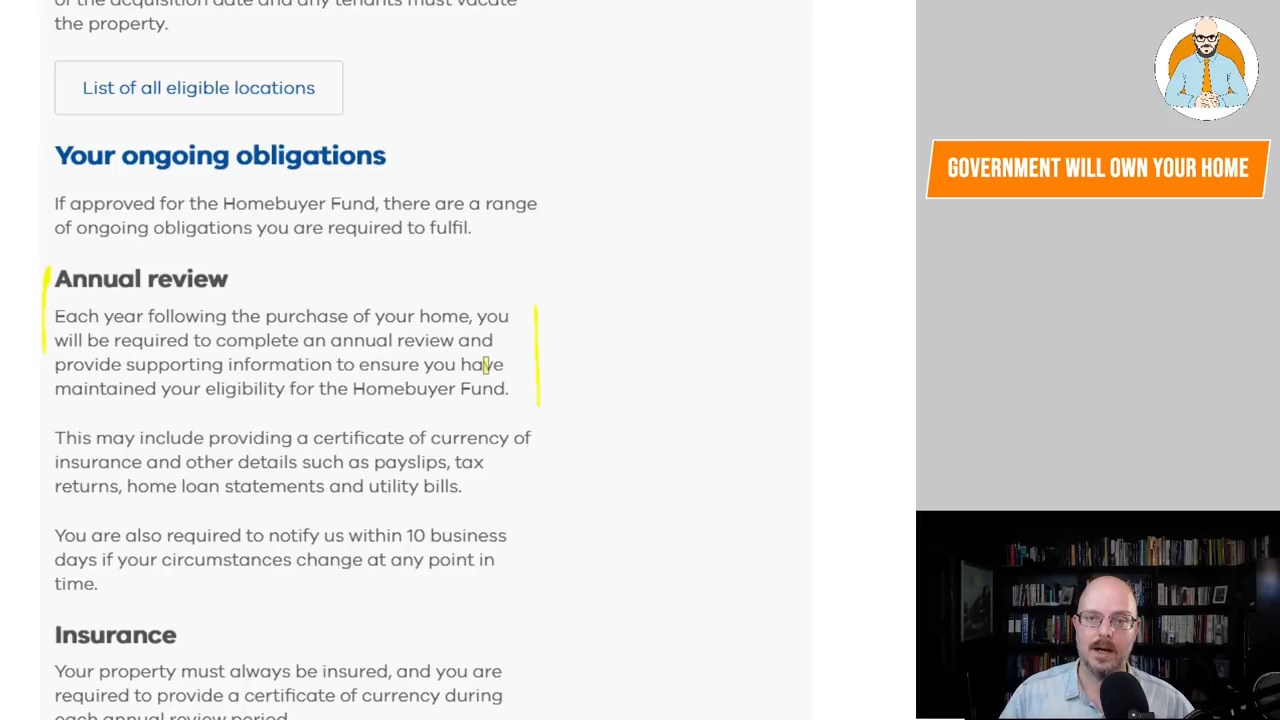 of the acquisition date and any tenants must vacate
the property.
List of all eligible locations
Your ongoing obligations
If approved for the Homebuyer Fund, there are a range
of ongoing obligations you are required to fulfil.
Annual review
Each year following the purchase of your home, you
will be required to complete an annual review and
provide supporting information to ensure you have
maintained your eligibility for the Homebuyer Fund.
This may include providing a certificate of currency of
insurance and other details such as payslips, tax
returns, home loan statements and utility bills.
You are also required to notify us within 10 business
days if your circumstances change at any point in
time.
Insurance
Your property must always be insured, and you are
required to provide a certificate of currency during
each annual review period.
GOVERNMENT WILL OWN YOUR HOME